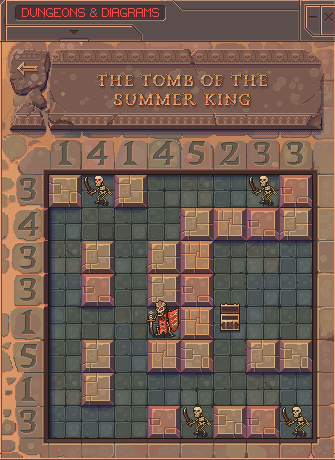 DUNGEONS & DIAGRAMS
THE TOMB OF THE
SUMMER KING
1 4 1 4 5 2 3 3
3
4
3
3
1
5
1
3